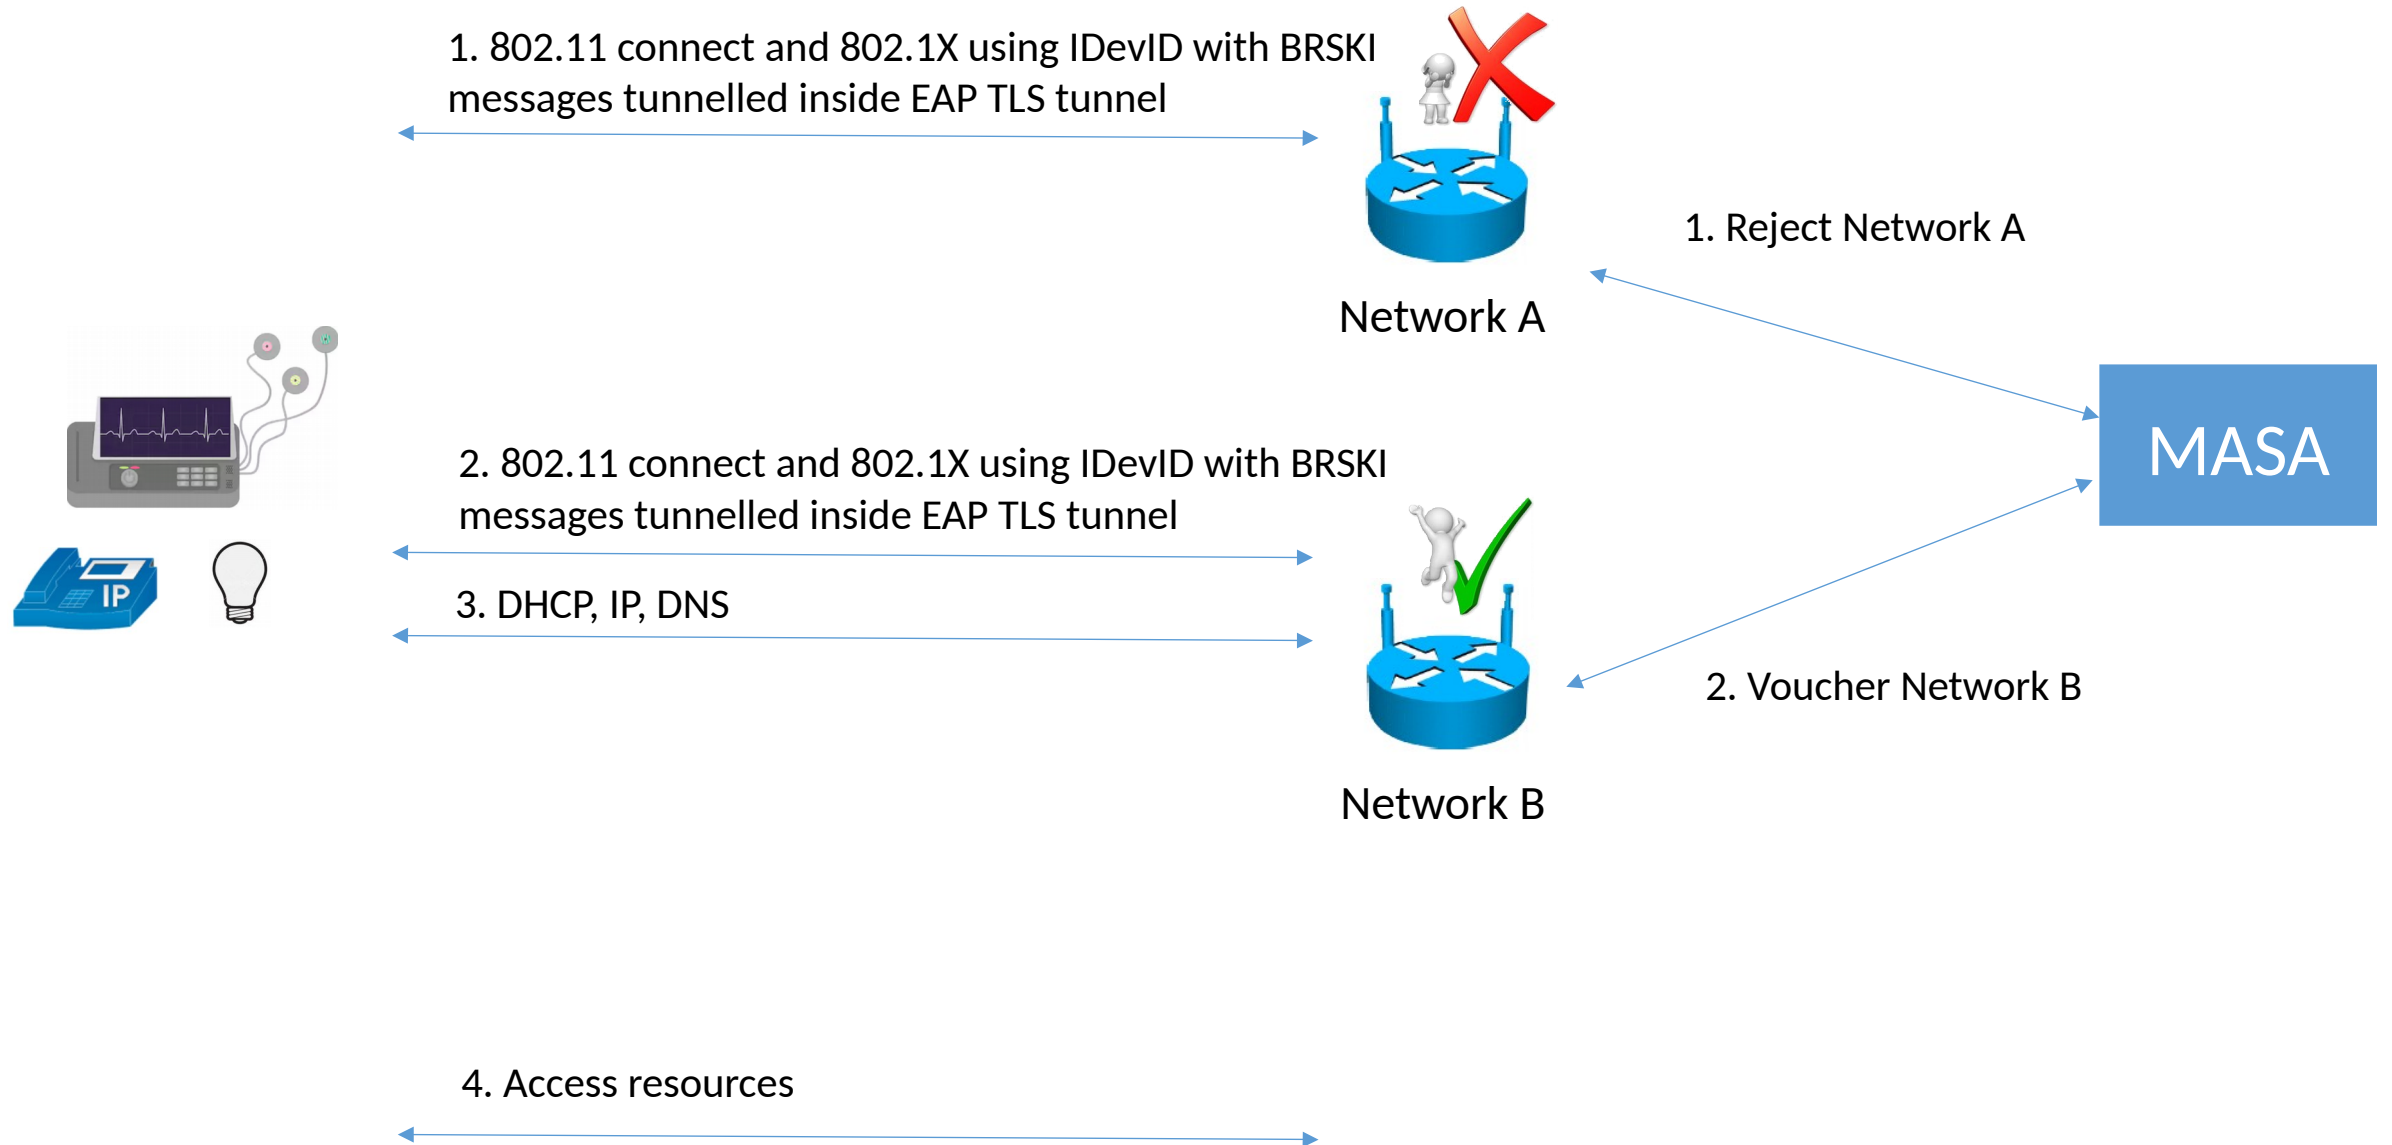 1. 802.11 connect and 802.1X using IDevID with BRSKI
messages tunnelled inside EAP TLS tunnel
1. Reject Network A
Network A
MASA
2. 802.11 connect and 802.1X using IDevID with BRSKI
messages tunnelled inside EAP TLS tunnel
IP
3. DHCP, IP, DNS
2. Voucher Network B
Network B
4. Access resources